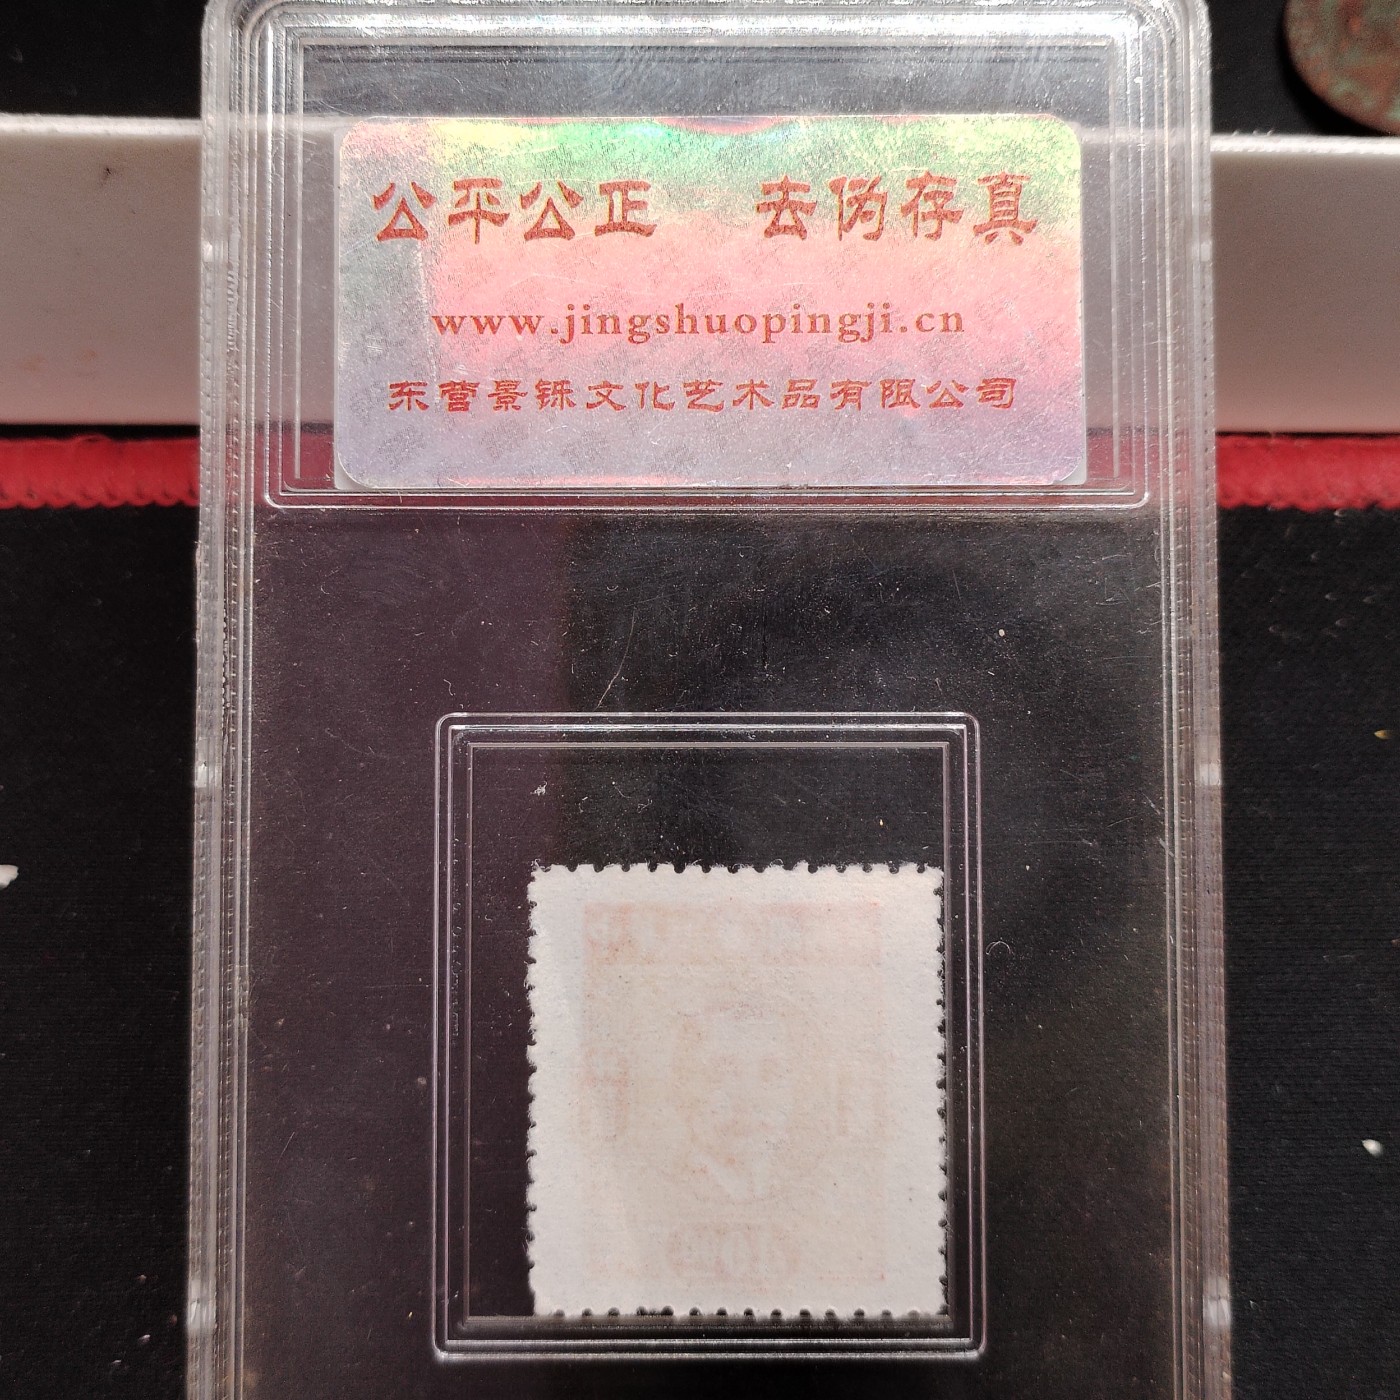 公平公正 去伪存真
www.jingshuopingji.cn
东营景铄文化艺术品有限公司